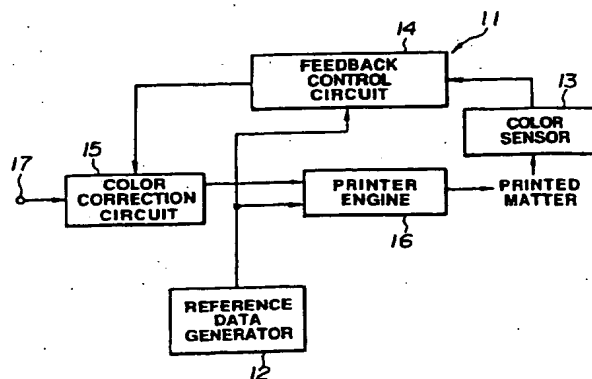 14
11
FEEDBACK
CONTROL
CIRCUIT
13
COLOR
SENSOR
17
15
COLOR
CORRECTION
CIRCUIT
PRINTER
ENGINE
16
PRINTED
MATTER
REFERENCE
DATA
GENERATOR
12